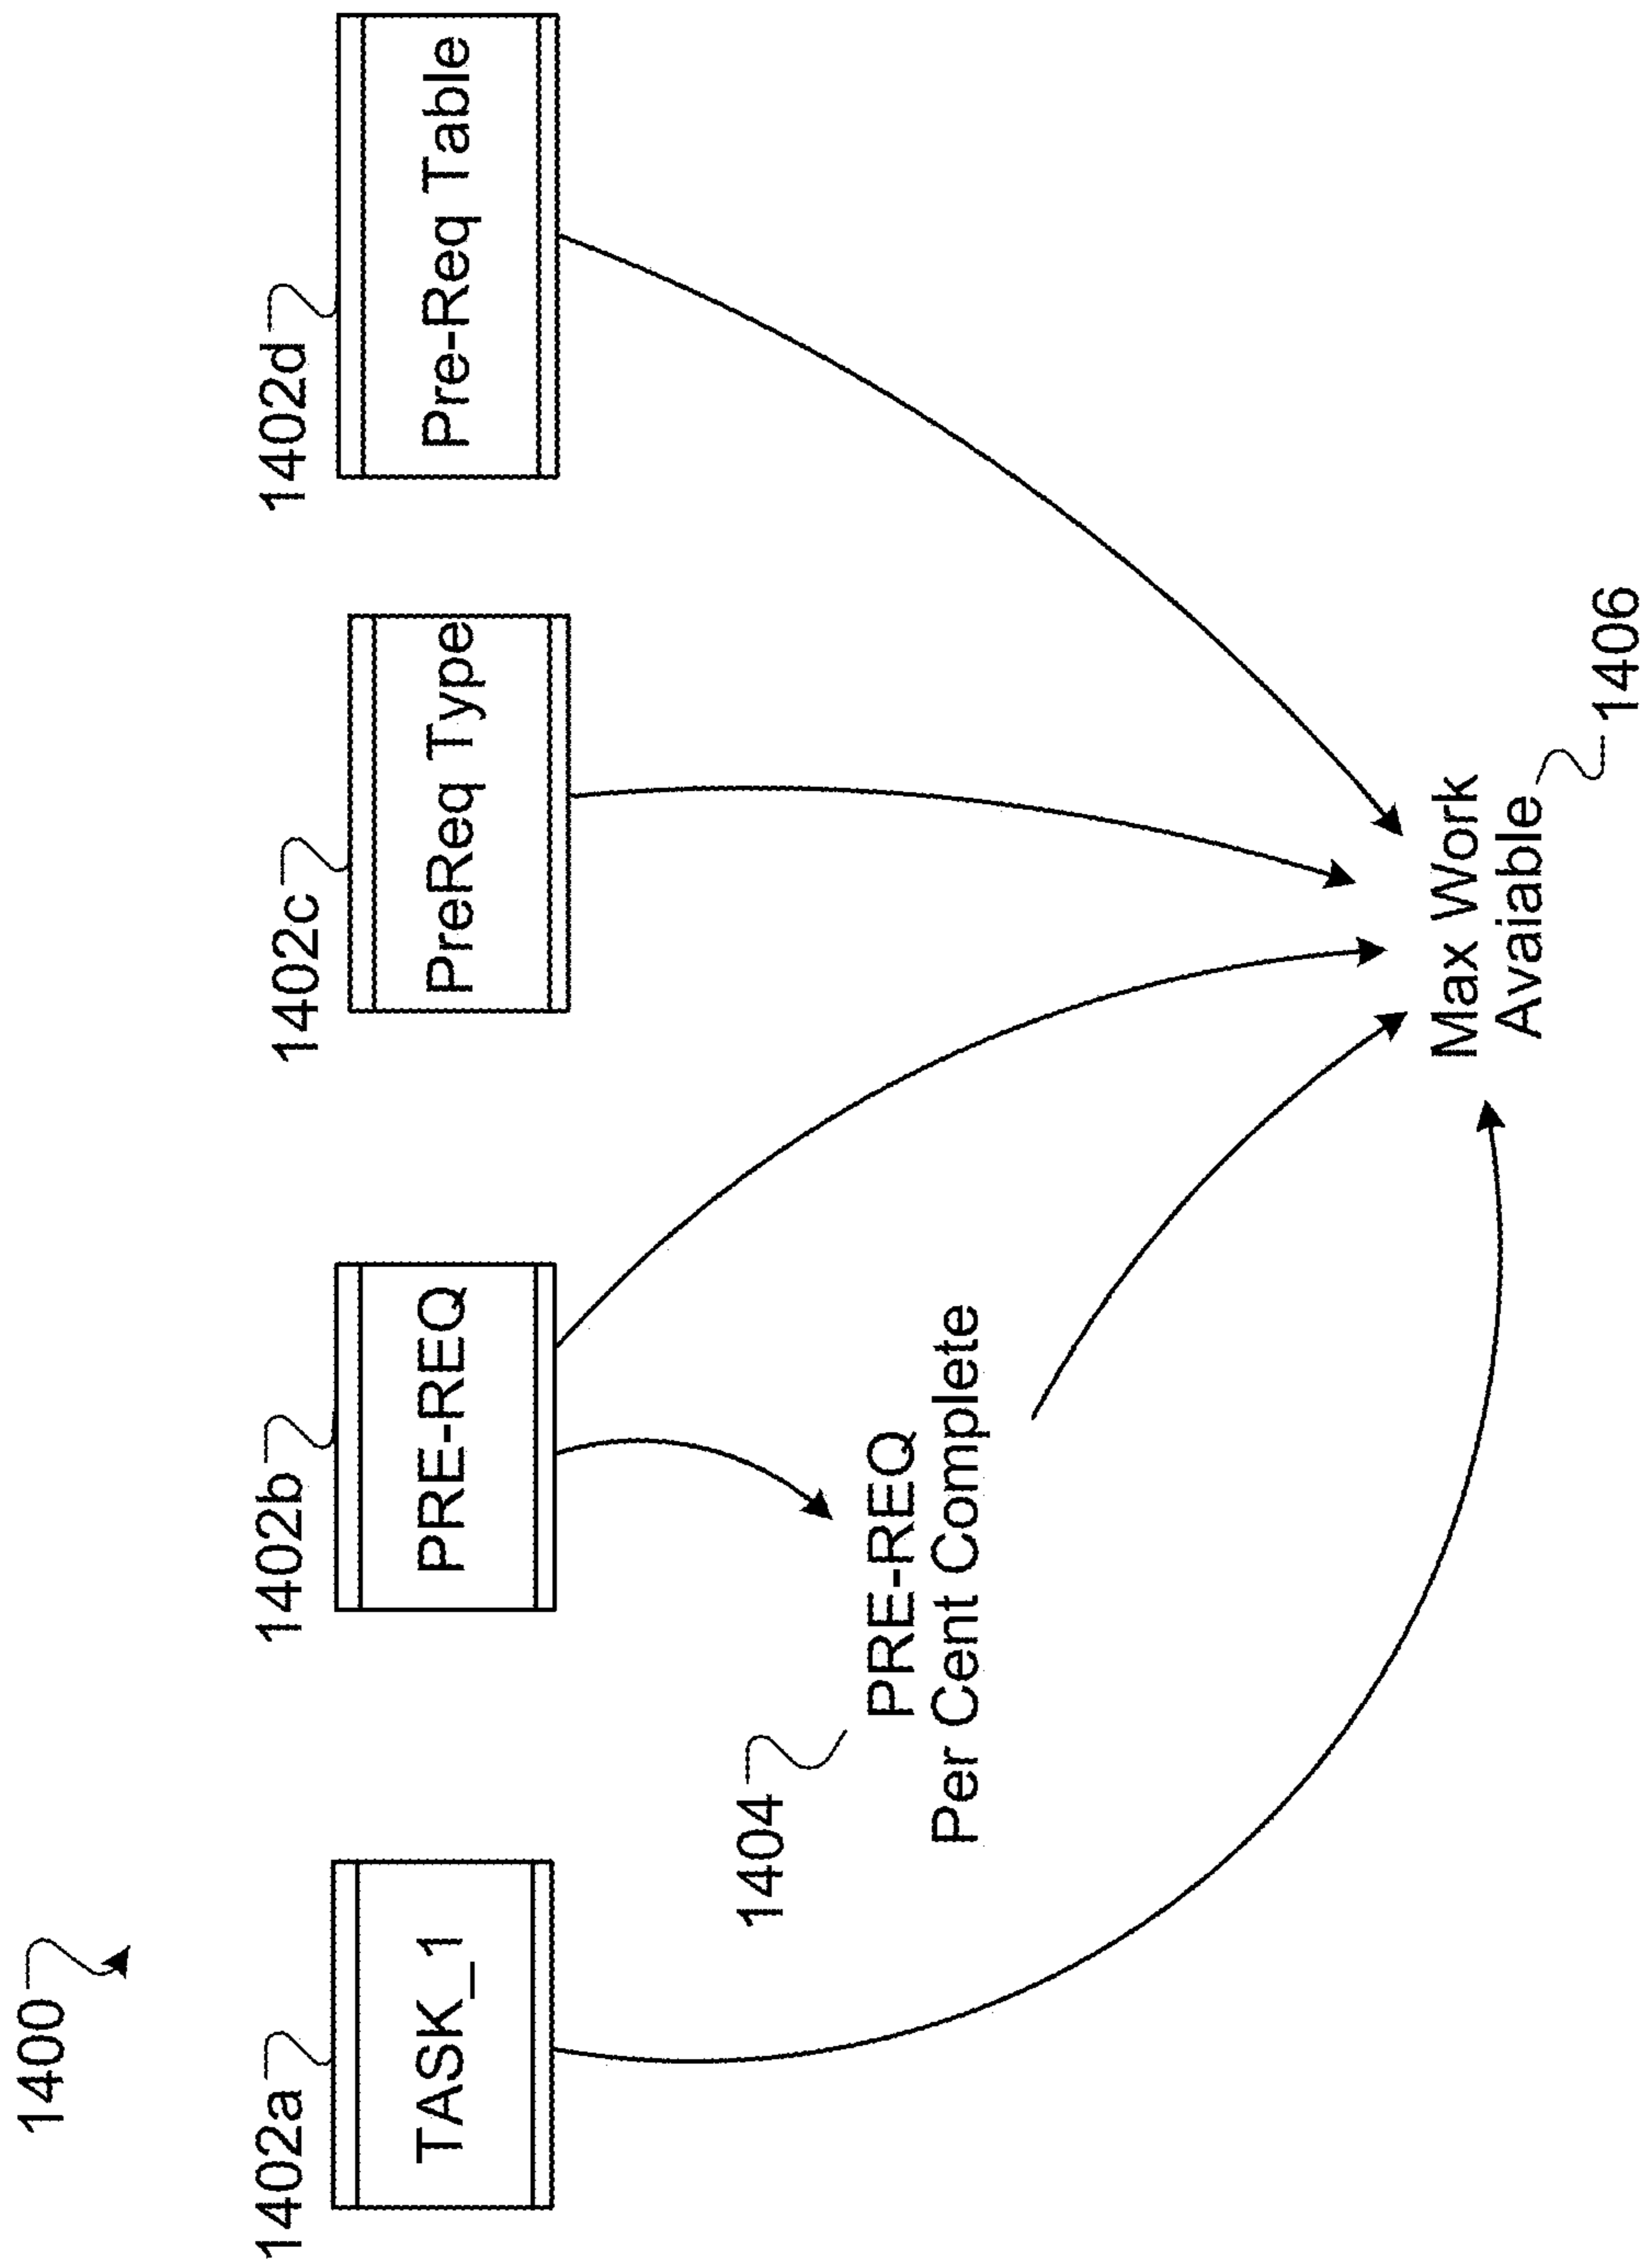 1400
1402a
TASK_1
1402b
PRE-REQ
1402c
PreReq Type
1402d
Pre-Req Table
1404
PRE-REQ
Per Cent Complete
Max Work
Avaiable
1406